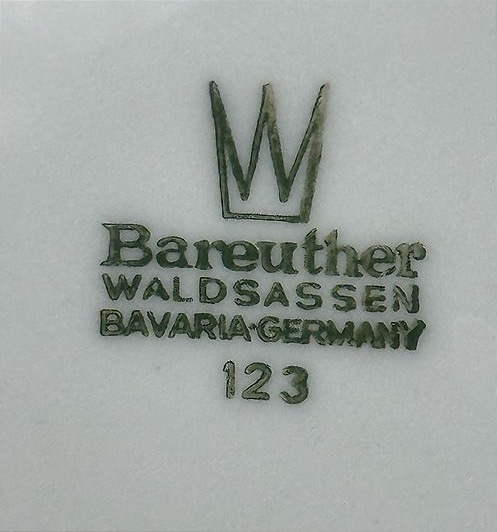 W
Bareuther
WALDSASSEN
BAVARIA·GERMANY
123